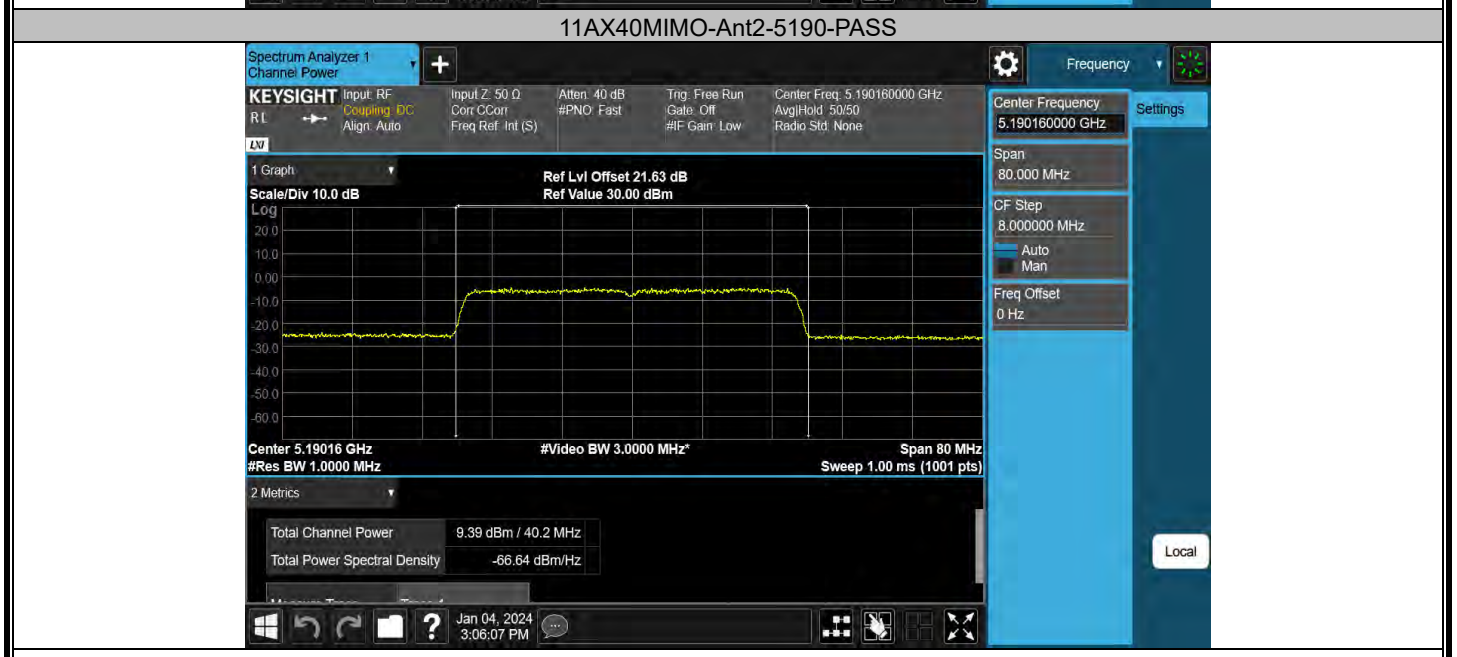 11AX40MIMO-Ant2-5190-PASS
Spectrum Analyzer 1
Channel Power
Frequency
KEYSIGHT
RL
LXI
Input: RF
Coupling: DC
Align: Auto
Input Z: 50 Ω
Corr CCorr
Freq Ref: Int (S)
Atten: 40 dB
#PNO: Fast
Trig: Free Run
Gate: Off
#IF Gain: Low
Center Freq: 5.190160000 GHz
Avg|Hold: 50/50
Radio Std: None
Center Frequency
5.190160000 GHz
Settings
Span
80.000 MHz
CF Step
8.000000 MHz
Auto
Man
Freq Offset
0 Hz
Local
1 Graph
Scale/Div 10.0 dB
Ref Lvl Offset 21.63 dB
Ref Value 30.00 dBm
Log
20.0
10.0
0.00
-10.0
-20.0
-30.0
-40.0
-50.0
-60.0
Center 5.19016 GHz
#Video BW 3.0000 MHz*
Span 80 MHz
#Res BW 1.0000 MHz
Sweep 1.00 ms (1001 pts)
2 Metrics
Total Channel Power 9.39 dBm / 40.2 MHz
Total Power Spectral Density -66.64 dBm/Hz
?
Jan 04, 2024
3:06:07 PM